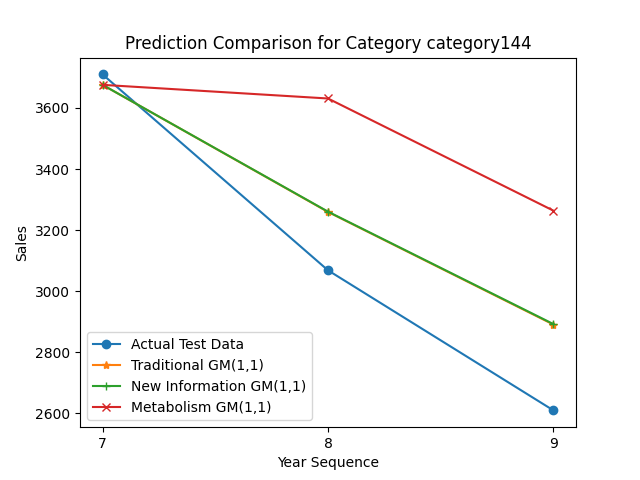 Prediction Comparison for Category category144
Sales
3600
3400
3200
3000
2800
2600
Actual Test Data
Traditional GM(1,1)
New Information GM(1,1)
Metabolism GM(1,1)
7
8
9
Year Sequence